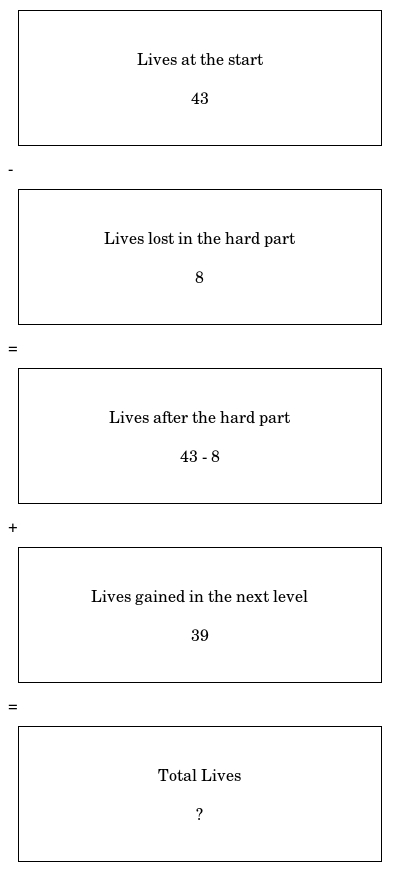 Lives at the start
43
-
Lives lost in the hard part
8
=
Lives after the hard part
43 - 8
+
Lives gained in the next level
39
=
Total Lives
?